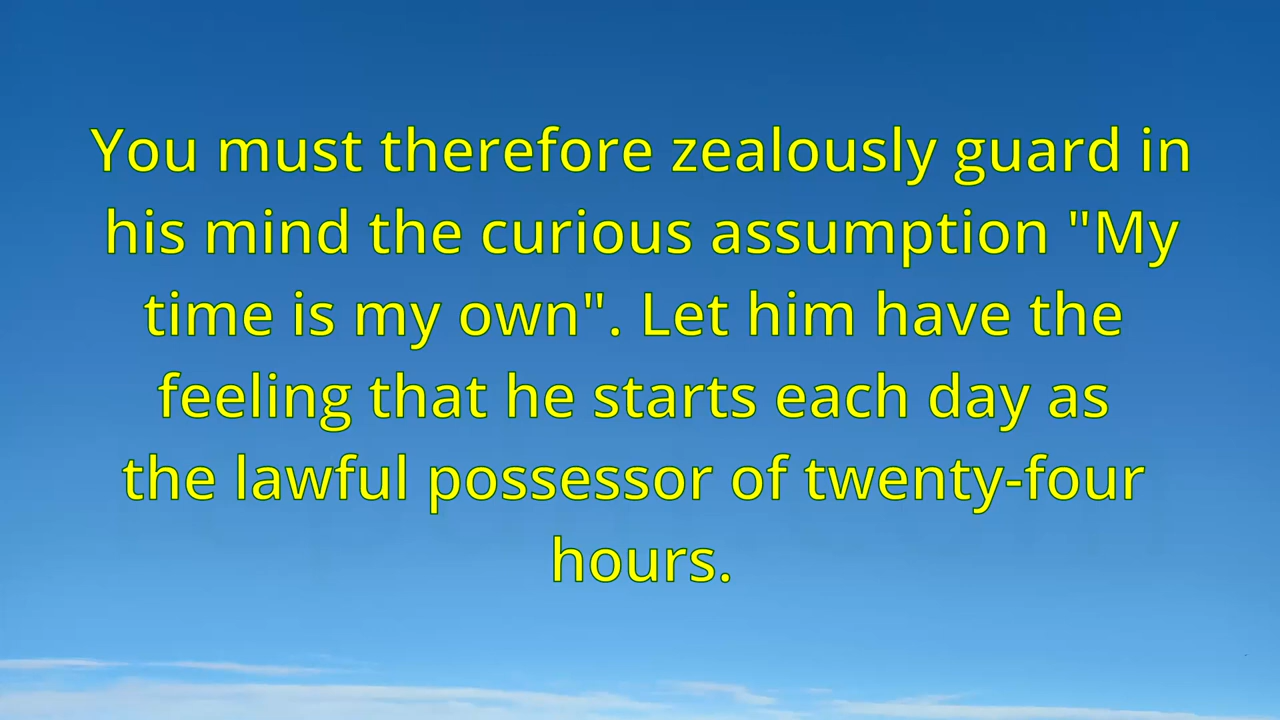 You must therefore zealously guard in
his mind the curious assumption "My
time is my own". Let him have the
feeling that he starts each day as
the lawful possessor of twenty-four
hours.